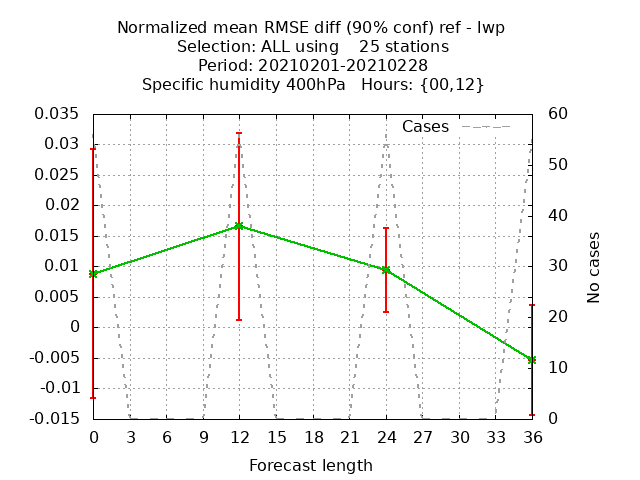 Normalized mean RMSE diff (90% conf) ref - lwp
Selection: ALL using    25 stations
Period: 20210201-20210228
Specific humidity 400hPa   Hours: {00,12}
0.035
0.03
0.025
0.02
0.015
0.01
0.005
0
-0.005
-0.01
-0.015
Cases
60
50
40
30
20
10
0
No cases
0 3 6 9 12 15 18 21 24 27 30 33 36
Forecast length